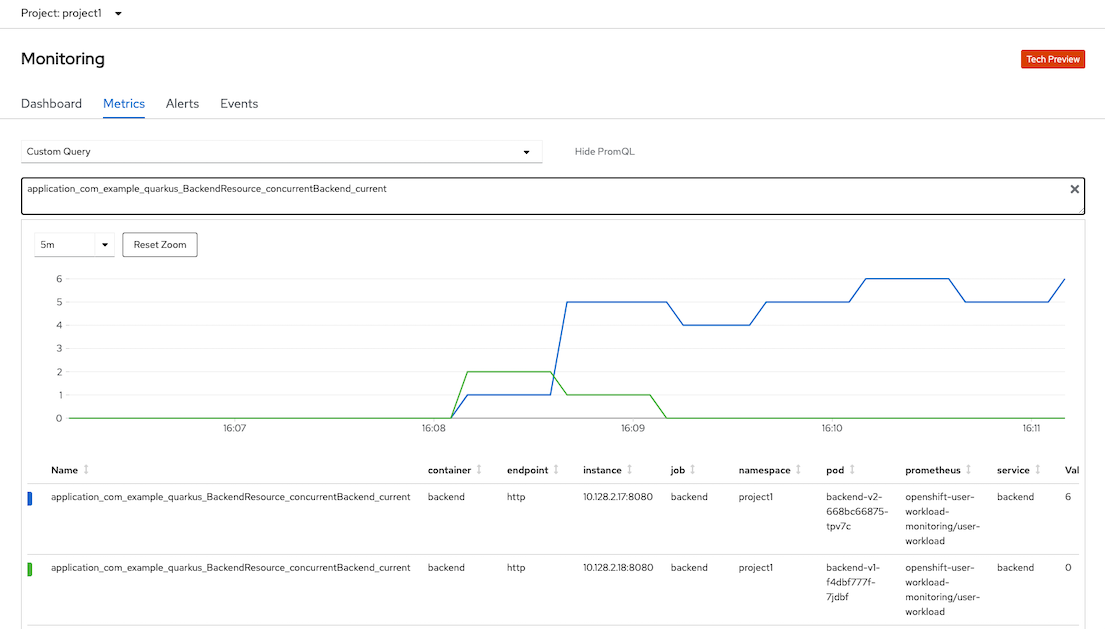 Project: project1
Monitoring
Tech Preview
Dashboard Metrics Alerts Events
Custom Query
Hide PromQL
application_com_example_quarkus_BackendResource_concurrentBackend_current
5m
Reset Zoom
6
5
4
3
2
1
0
16:07 16:08 16:09 16:10 16:11
Name container endpoint instance job namespace pod prometheus service Val
application_com_example_quarkus_BackendResource_concurrentBackend_current backend http 10.128.2.17:8080 backend project1 backend-v2- openshift-user- backend 6
668bc66875- workload-
tpv7c monitoring/user-
workload
application_com_example_quarkus_BackendResource_concurrentBackend_current backend http 10.128.2.18:8080 backend project1 backend-v1- openshift-user- backend 0
f4dbf777f- workload-
7jdbf monitoring/user-
workload